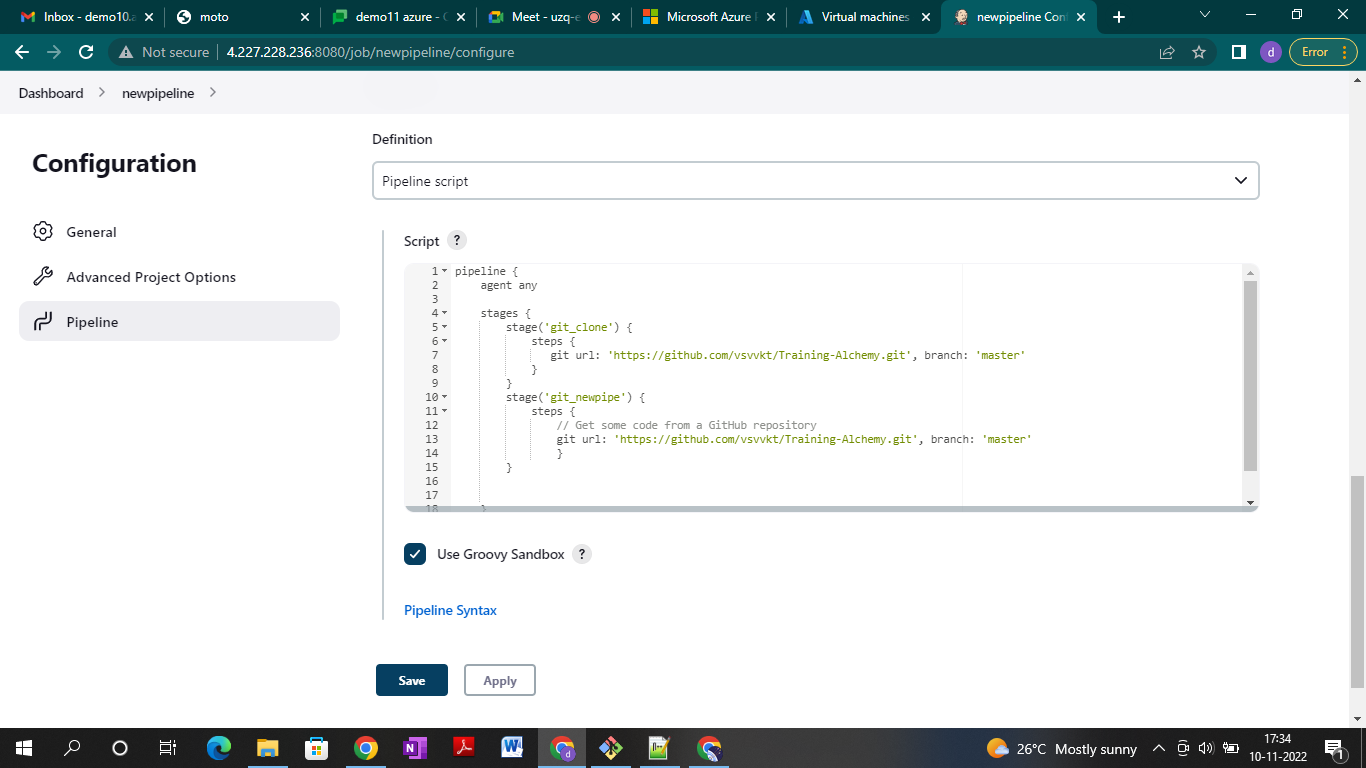 Inbox - demo10.a
moto
demo11 azure - 
Meet - uzq-e
Microsoft Azure
Virtual machines
newpipeline Con
Not secure
4.227.228.236:8080/job/newpipeline/configure
d
Error
Dashboard
newpipeline
Configuration
General
Advanced Project Options
Pipeline
Definition
Pipeline script
Script ?
1 pipeline {
2     agent any
3
4     stages {
5         stage('git_clone') {
6             steps {
7                git url: 'https://github.com/vsvvkt/Training-Alchemy.git', branch: 'master'
8             }
9         }
10         stage('git_newpipe') {
11             steps {
12                 // Get some code from a GitHub repository
13                 git url: 'https://github.com/vsvvkt/Training-Alchemy.git', branch: 'master'
14                 }
15         }
16
17
18     }
Use Groovy Sandbox ?
Pipeline Syntax
Save
Apply
26°C Mostly sunny
17:34
10-11-2022
1